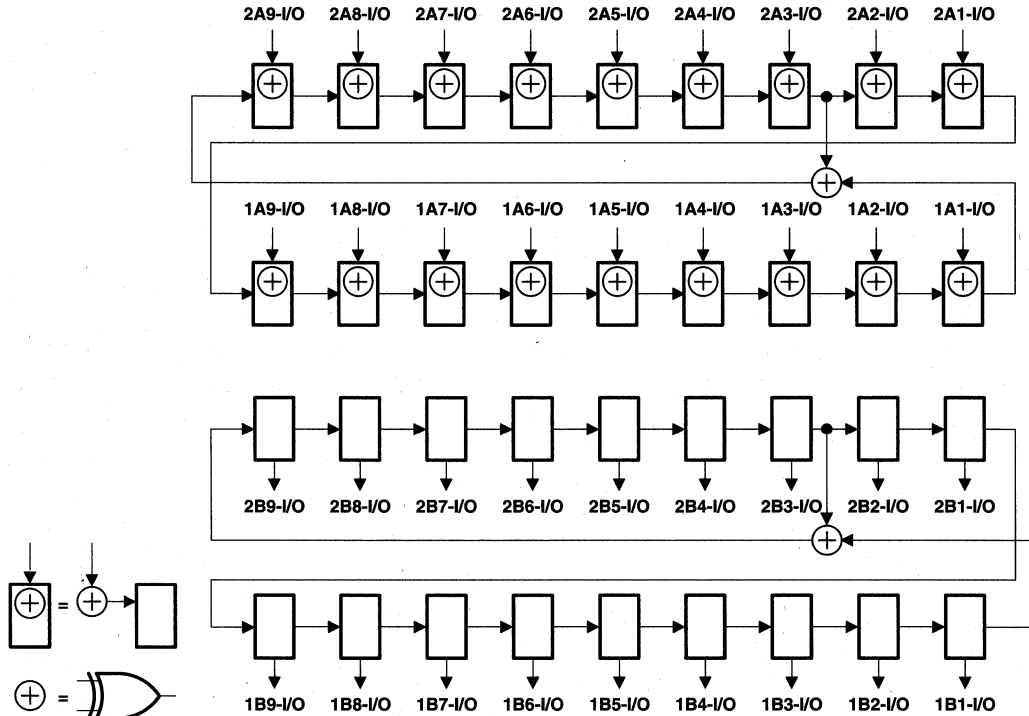 2A9-I/O 2A8-I/O 2A7-I/O 2A6-I/O 2A5-I/O 2A4-I/O 2A3-I/O 2A2-I/O 2A1-I/O
1A9-I/O 1A8-I/O 1A7-I/O 1A6-I/O 1A5-I/O 1A4-I/O 1A3-I/O 1A2-I/O 1A1-I/O
2B9-I/O 2B8-I/O 2B7-I/O 2B6-I/O 2B5-I/O 2B4-I/O 2B3-I/O 2B2-I/O 2B1-I/O
=
=
1B9-I/O 1B8-I/O 1B7-I/O 1B6-I/O 1B5-I/O 1B4-I/O 1B3-I/O 1B2-I/O 1B1-I/O